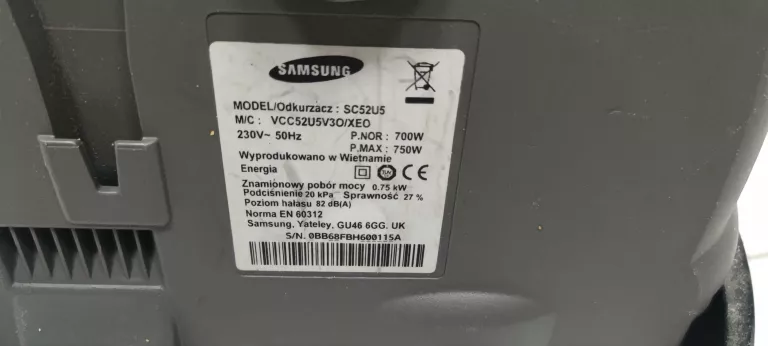 SAMSUNG
MODEL/Odkurzacz : SC52U5
M/C : VCC52U5V3O/XEO
230V~ 50Hz P.NOR : 700W
P.MAX : 750W
Wyprodukowano w Wietnamie
Energia
Znamionowy pobór mocy 0.75 kW
Podciśnienie 20 kPa Sprawność 27 %
Poziom hałasu 82 dB(A)
Norma EN 60312
Samsung, Yateley, GU46 6GG. UK
S/N. 0BB68FBH600115A